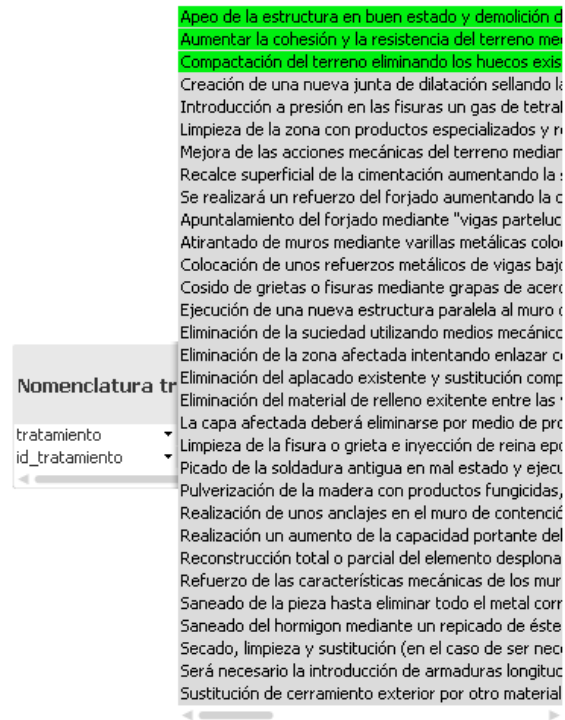 Nomenclatura tr
tratamiento
id_tratamiento
Apeo de la estructura en buen estado y demolición d
Aumentar la cohesión y la resistencia del terreno me
Compactación del terreno eliminando los huecos exis
Creación de una nueva junta de dilatación sellando la
Introducción a presión en las fisuras un gas de tetra
Limpieza de la zona con productos especializados y r
Mejora de las acciones mecánicas del terreno median
Recalce superficial de la cimentación aumentando la s
Se realizará un refuerzo del forjado aumentando la c
Apuntalamiento del forjado mediante "vigas parteluc
Atirantado de muros mediante varillas metálicas colo
Colocación de unos refuerzos metálicos de vigas bajo
Cosido de grietas o fisuras mediante grapas de acero
Ejecución de una nueva estructura paralela al muro c
Eliminación de la suciedad utilizando medios mecánico
Eliminación de la zona afectada intentando enlazar c
Eliminación del aplacado existente y sustitución comp
Eliminación del material de relleno exitente entre las
La capa afectada deberá eliminarse por medio de pro
Limpieza de la fisura o grieta e inyección de reina epo
Picado de la soldadura antigua en mal estado y ejecu
Pulverización de la madera con productos fungicidas,
Realización de unos anclajes en el muro de contenció
Realización un aumento de la capacidad portante del
Reconstrucción total o parcial del elemento desplona
Refuerzo de las características mecánicas de los mur
Saneado de la pieza hasta eliminar todo el metal corr
Saneado del hormigon mediante un repicado de éste
Secado, limpieza y sustitución (en el caso de ser nec
Será necesario la introducción de armaduras longituc
Sustitución de cerramiento exterior por otro material